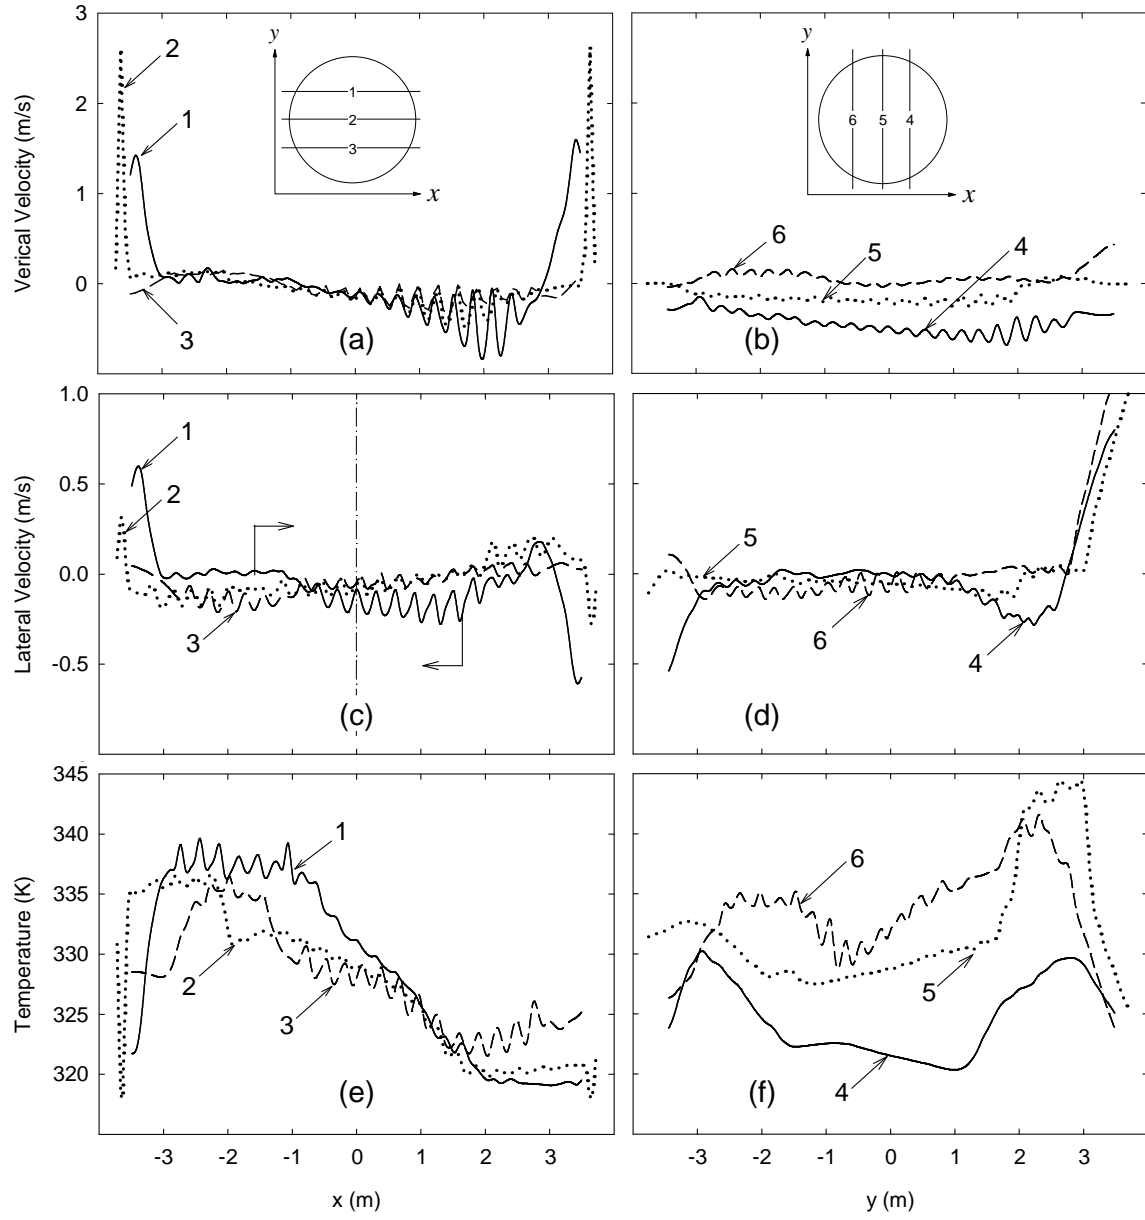 3
2
1
0
Verical Velocity (m/s)
2
1
3
y
1
2
3
x
(a)
y
6 5 4
x
6
5
4
(b)
1.0
0.5
0.0
-0.5
Lateral Velocity (m/s)
1
2
3
(c)
5
6
4
(d)
345
340
335
330
325
320
Temperature (K)
1
2
3
(e)
6
5
4
(f)
-3 -2 -1 0 1 2 3
x (m)
-3 -2 -1 0 1 2 3
y (m)